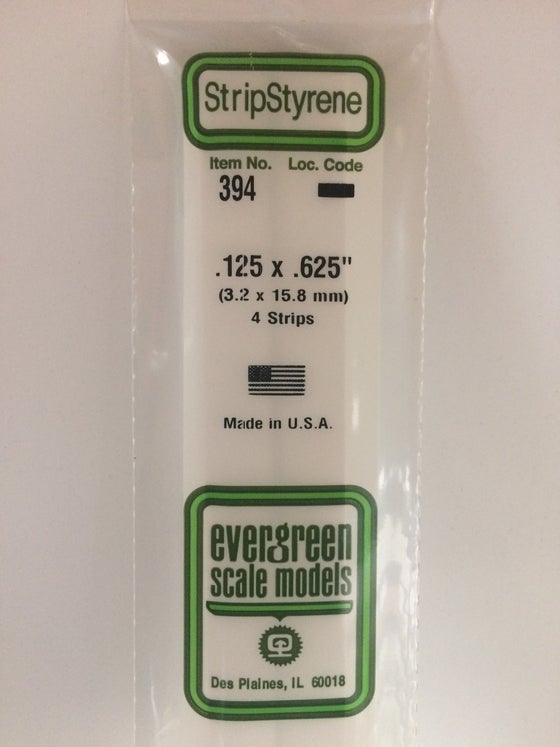 StripStyrene
Item No. Loc. Code
394
.125 x .625"
(3.2 x 15.8 mm)
4 Strips
Made in U.S.A.
evergreen
scale models
Des Plaines, IL 60018